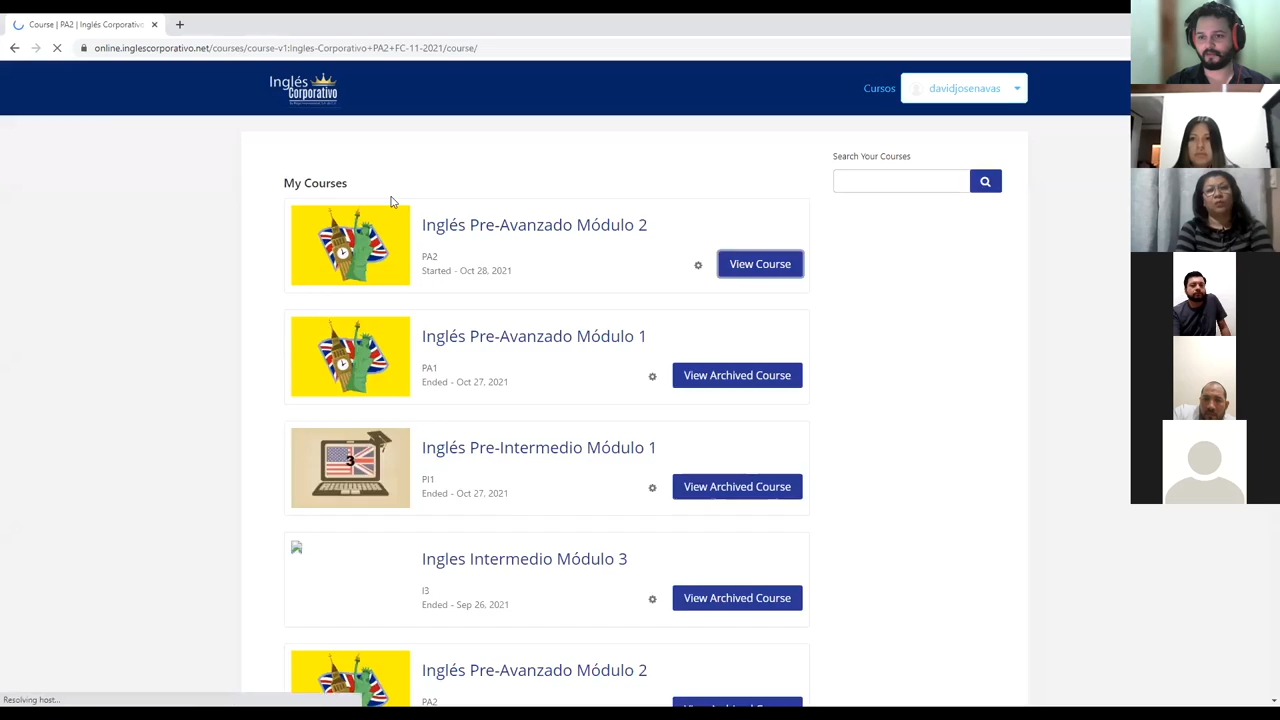 Course | PA2 | Inglés Corporativo
online.inglescorporativo.net/courses/course-v1:Ingles-Corporativo+PA2+FC-11-2021/course/
Inglés
Corporativo
Cursos
davidjosenavas
Search Your Courses
My Courses
Inglés Pre-Avanzado Módulo 2
PA2
Started - Oct 28, 2021
View Course
Inglés Pre-Avanzado Módulo 1
PA1
Ended - Oct 27, 2021
View Archived Course
3
Inglés Pre-Intermedio Módulo 1
PI1
Ended - Oct 27, 2021
View Archived Course
Ingles Intermedio Módulo 3
I3
Ended - Sep 26, 2021
View Archived Course
Inglés Pre-Avanzado Módulo 2
PA2
View Archived Course
Resolving host...